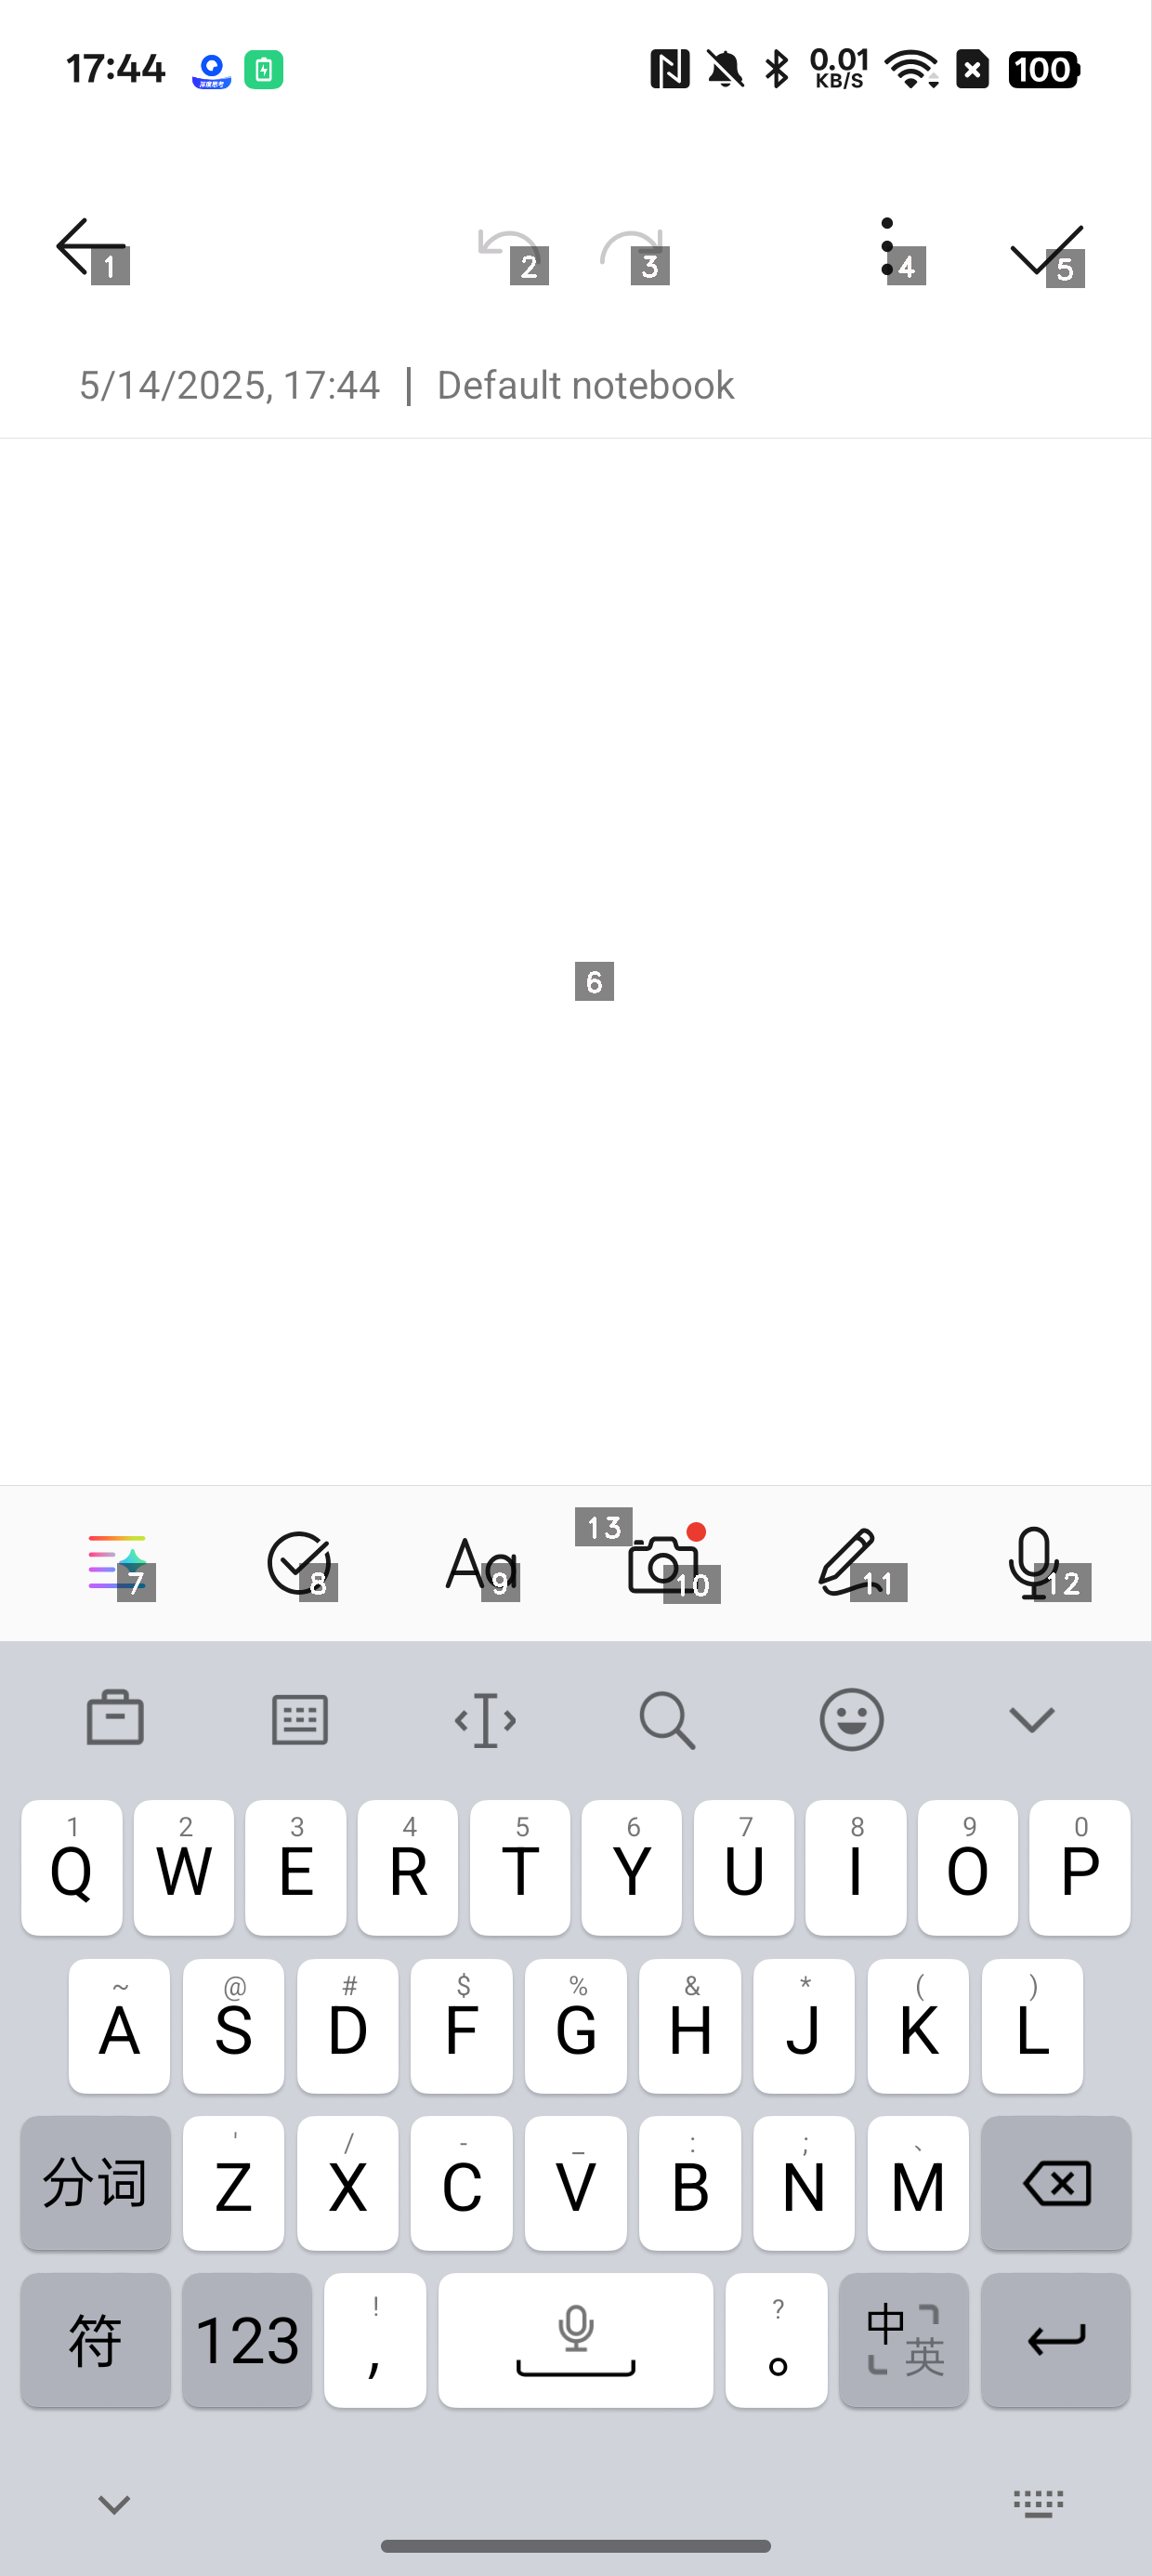 17:44 0.01 KB/S 100
1 2 3 4 5
5/14/2025, 17:44 | Default notebook
6
13
7 8 Aa 9 10 11 12
1 2 3 4 5 6 7 8 9 0
Q W E R T Y U I O P
~ @ # $ % & * ( )
A S D F G H J K L
' / - _ : ; 、
分词 Z X C V B N M
! ?
符 123 , 。 中 英